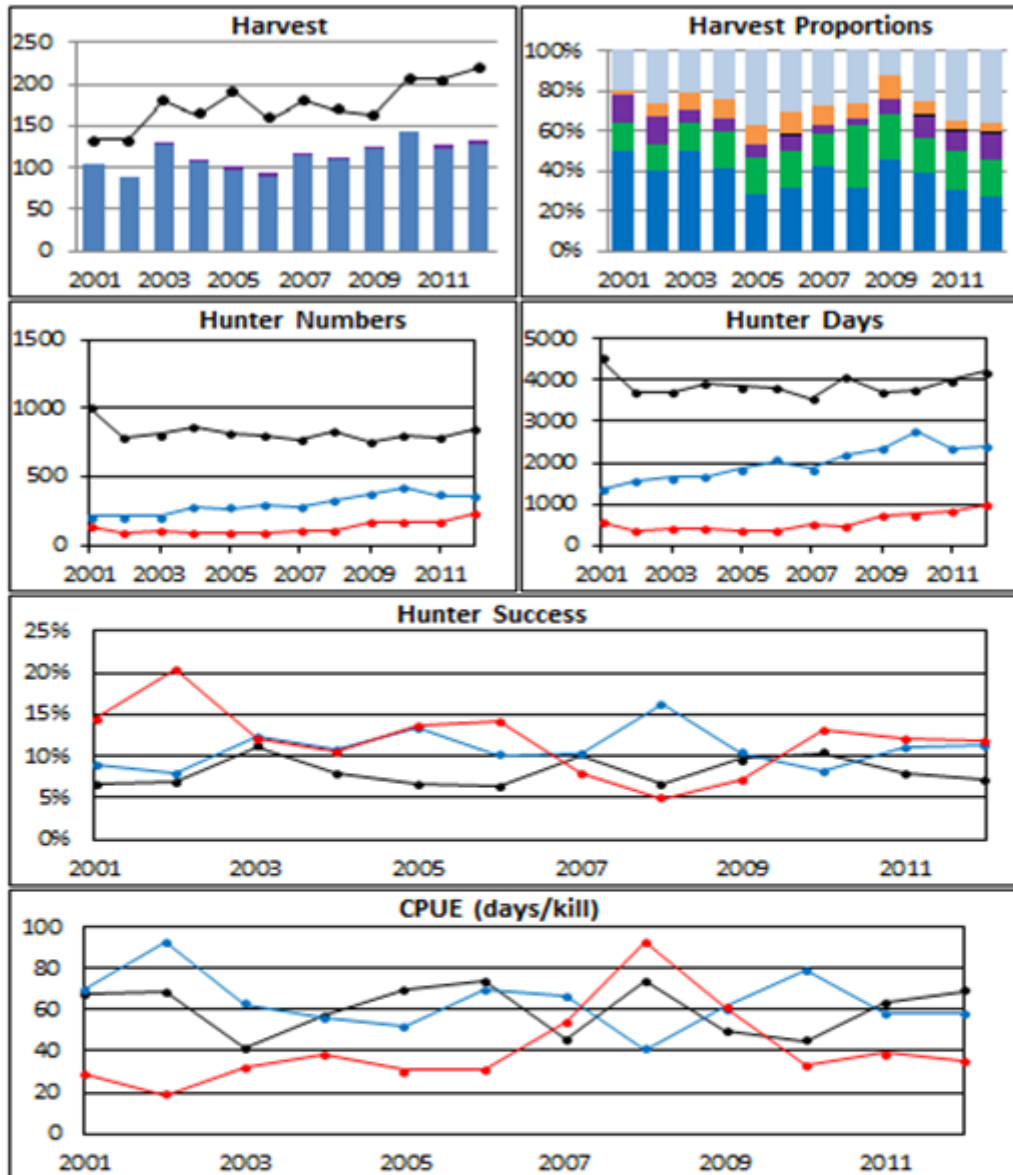 Harvest
250
200
150
100
50
0
2001 2003 2005 2007 2009 2011
Harvest Proportions
100%
80%
60%
40%
20%
0%
2001 2003 2005 2007 2009 2011
Hunter Numbers
1500
1000
500
0
2001 2003 2005 2007 2009 2011
Hunter Days
5000
4000
3000
2000
1000
0
2001 2003 2005 2007 2009 2011
Hunter Success
25%
20%
15%
10%
5%
0%
2001 2003 2005 2007 2009 2011
CPUE (days/kill)
100
80
60
40
20
0
2001 2003 2005 2007 2009 2011